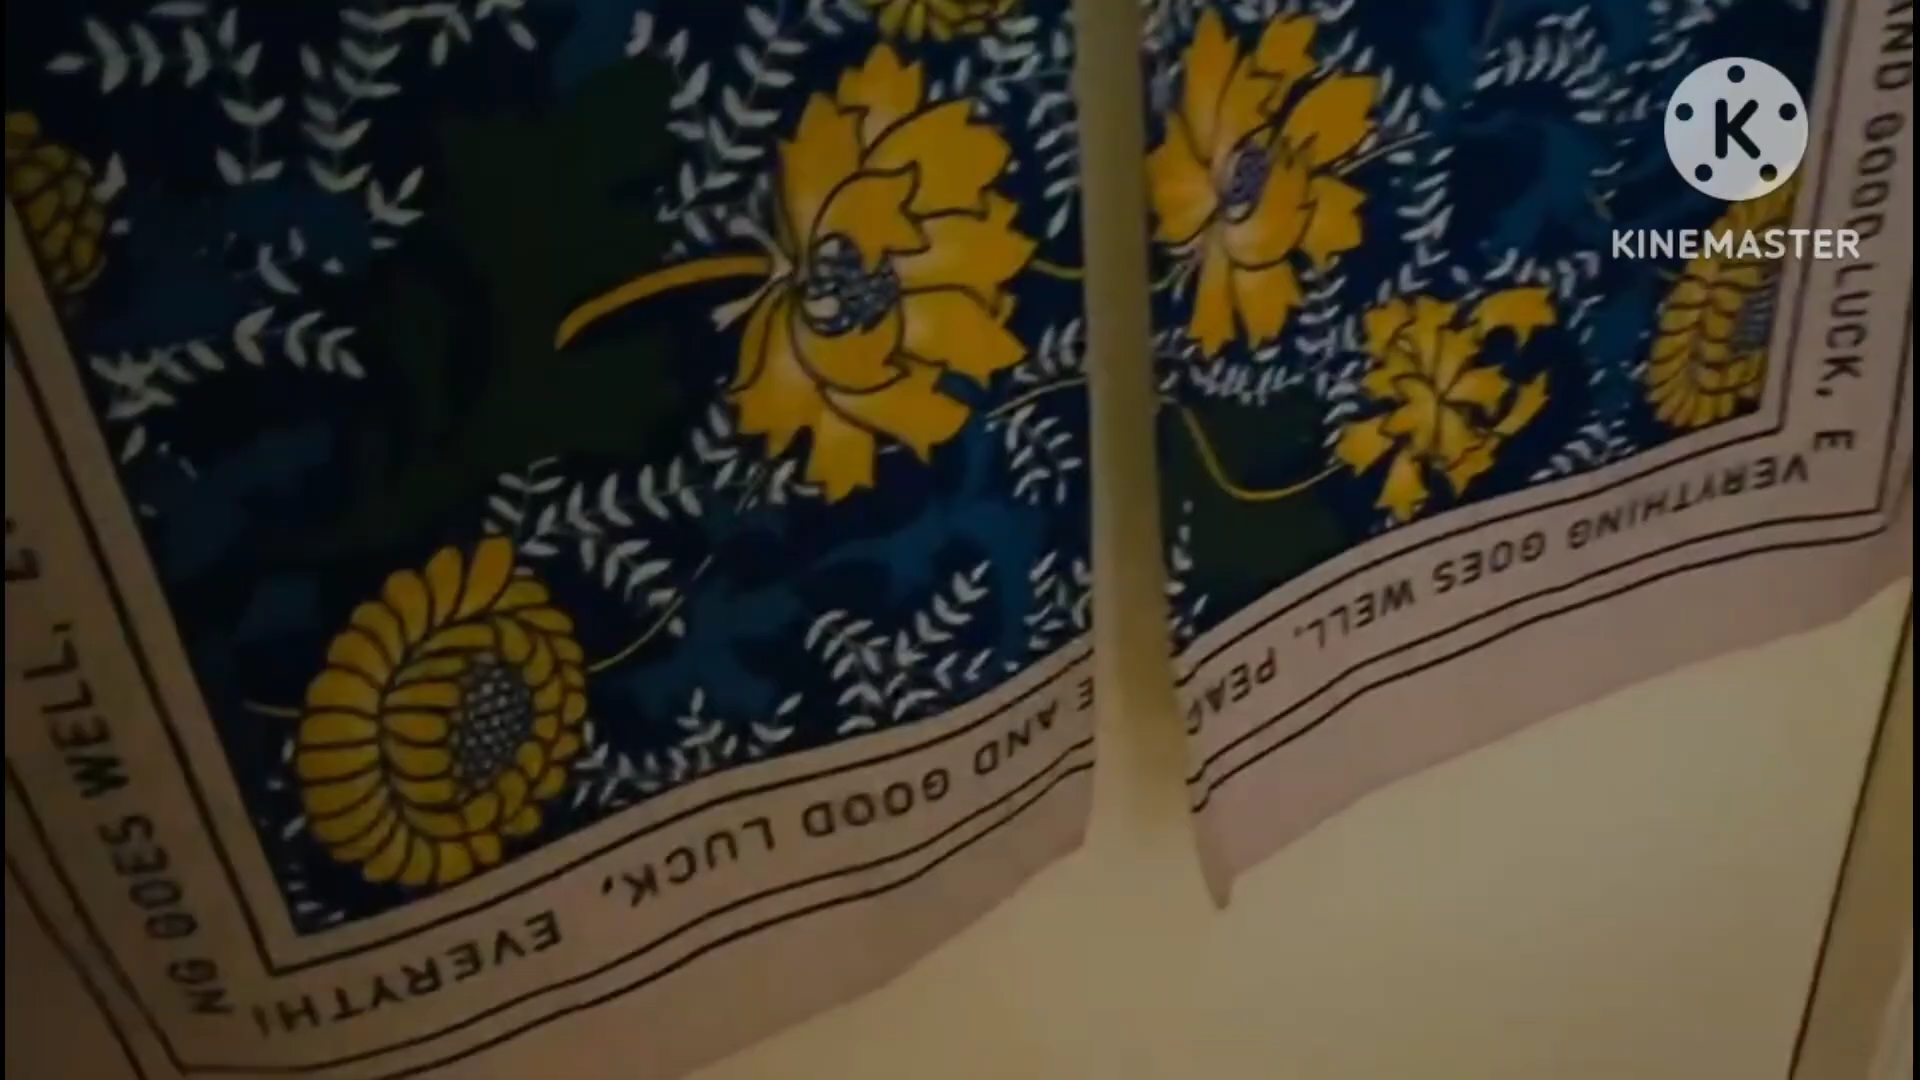 K
KINEMASTER
AND GOOD LUCK, E
VERYTHING GOES WELL. PEAC E AND GOOD LUCK, EVERYTHI
NG GOES WELL,